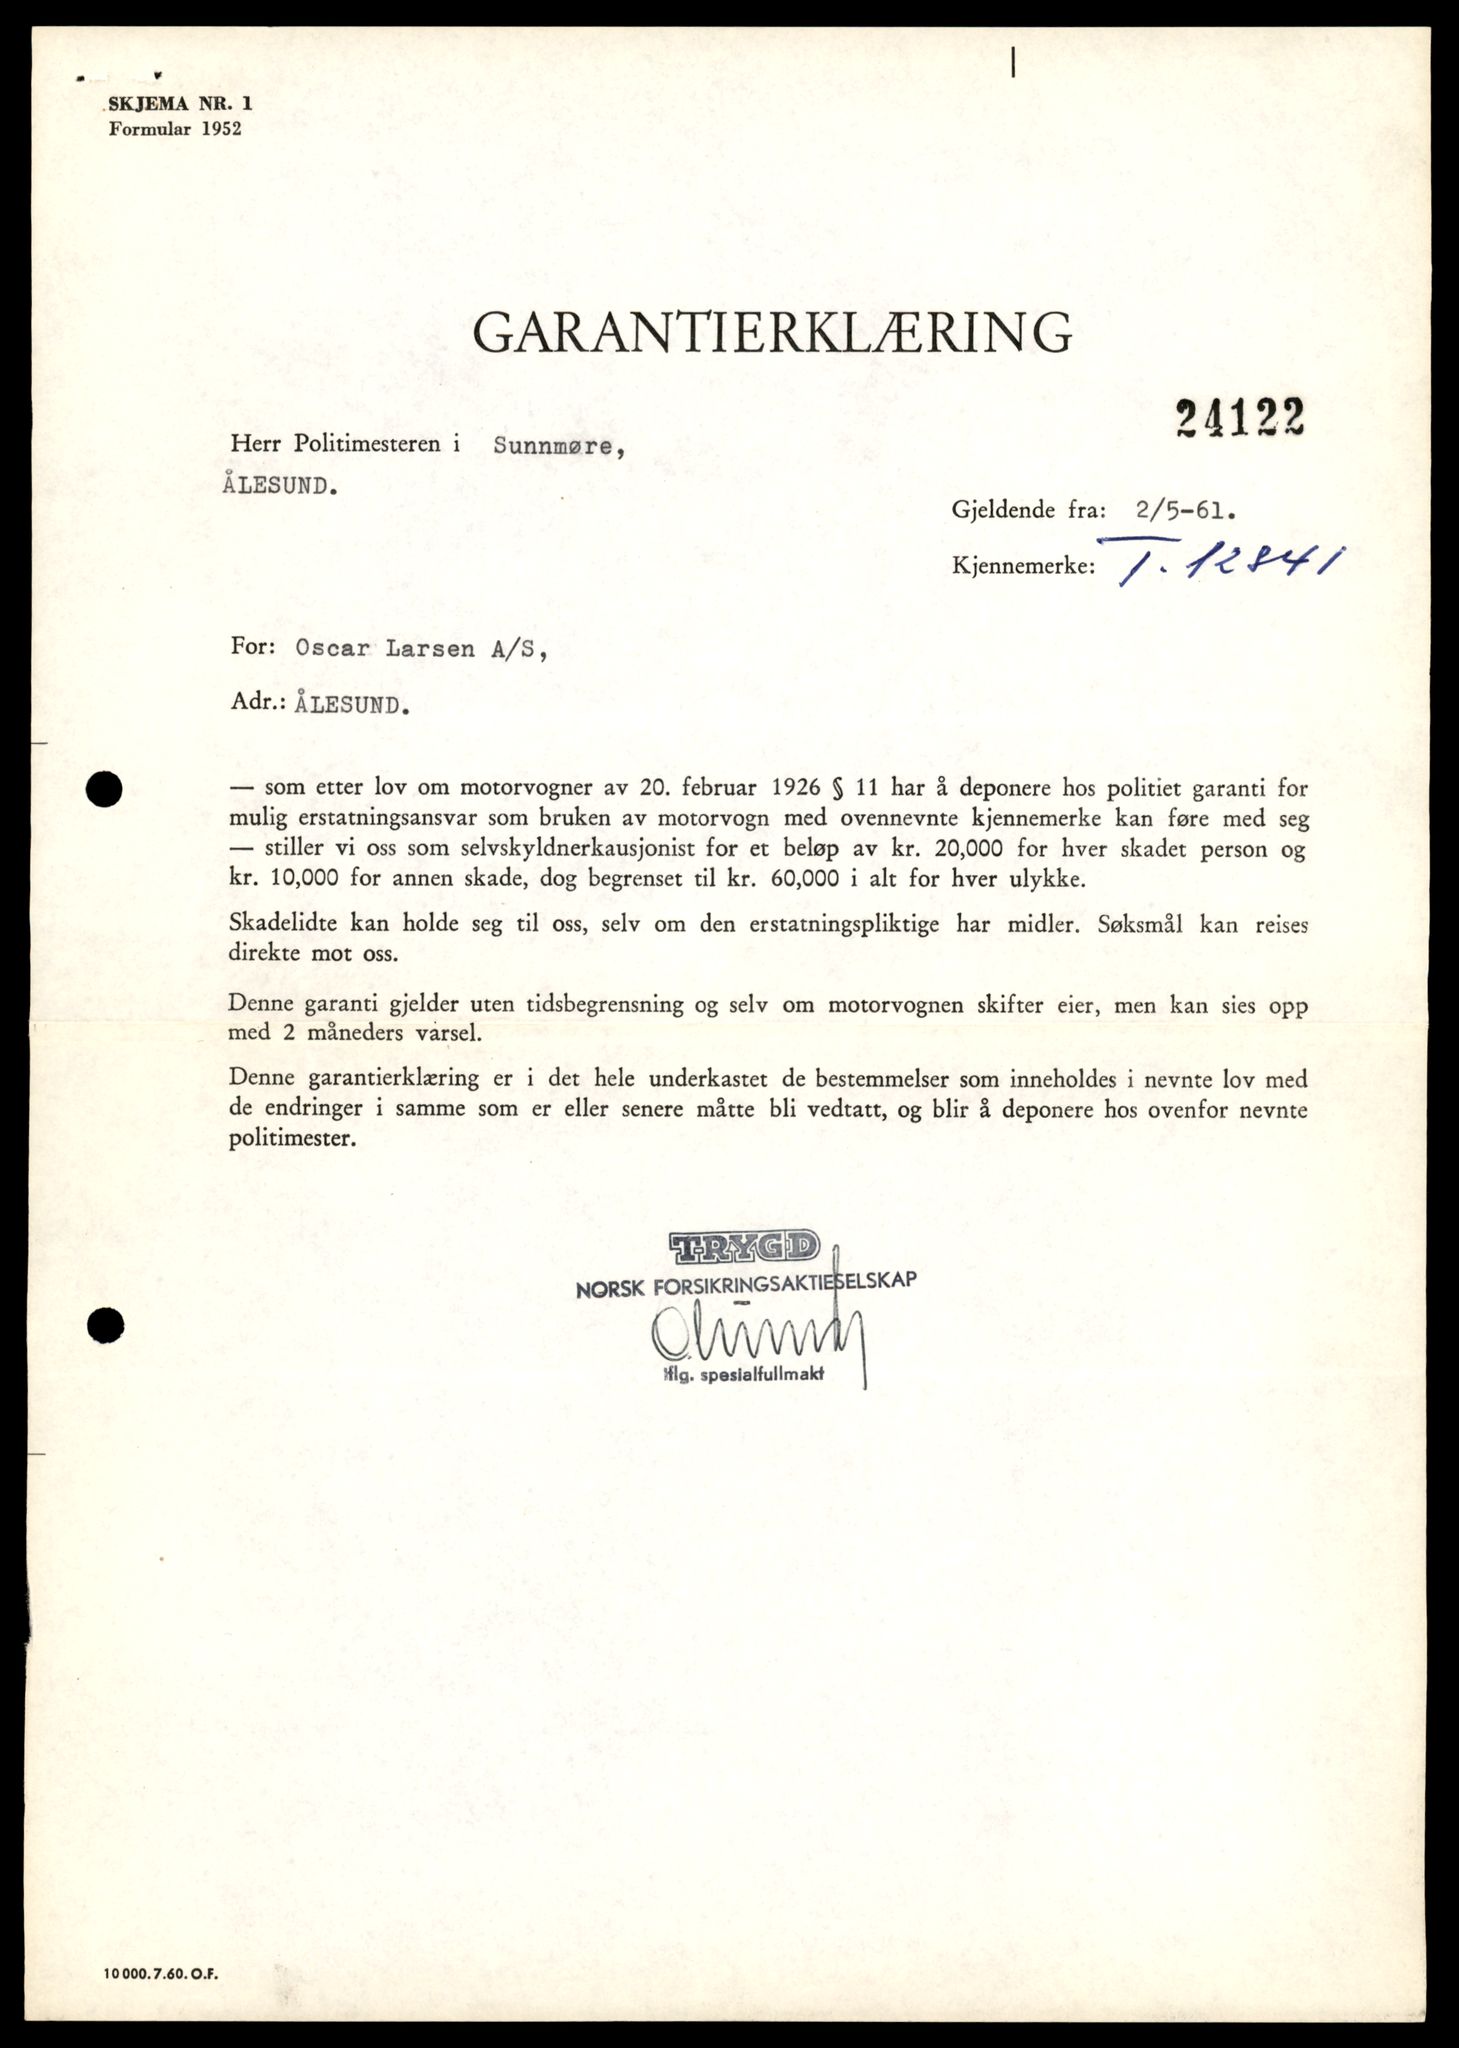 SKJEMA NR. 1
Formular 1952
GARANTIERKLÆRING
24122
Herr Politimesteren i Sunnmøre,
ÅLESUND.
Gjeldende fra: 2/5-61.
Kjennemerke: T. 12841
For: Oscar Larsen A/S,
Adr.: ÅLESUND.
— som etter lov om motorvogner av 20. februar 1926 § 11 har å deponere hos politiet garanti for
mulig erstatningsansvar som bruken av motorvogn med ovennevnte kjennemerke kan føre med seg
— stiller vi oss som selvskyldnerkausjonist for et beløp av kr. 20,000 for hver skadet person og
kr. 10,000 for annen skade, dog begrenset til kr. 60,000 i alt for hver ulykke.
Skadelidte kan holde seg til oss, selv om den erstatningspliktige har midler. Søksmål kan reises
direkte mot oss.
Denne garanti gjelder uten tidsbegrensning og selv om motorvognen skifter eier, men kan sies opp
med 2 måneders varsel.
Denne garantierklæring er i det hele underkastet de bestemmelser som inneholdes i nevnte lov med
de endringer i samme som er eller senere måtte bli vedtatt, og blir å deponere hos ovenfor nevnte
politimester.
TRYGD
NORSK FORSIKRINGSAKTIESELSKAP
iflg. spesialfullmakt
10 000. 7. 60. O.F.